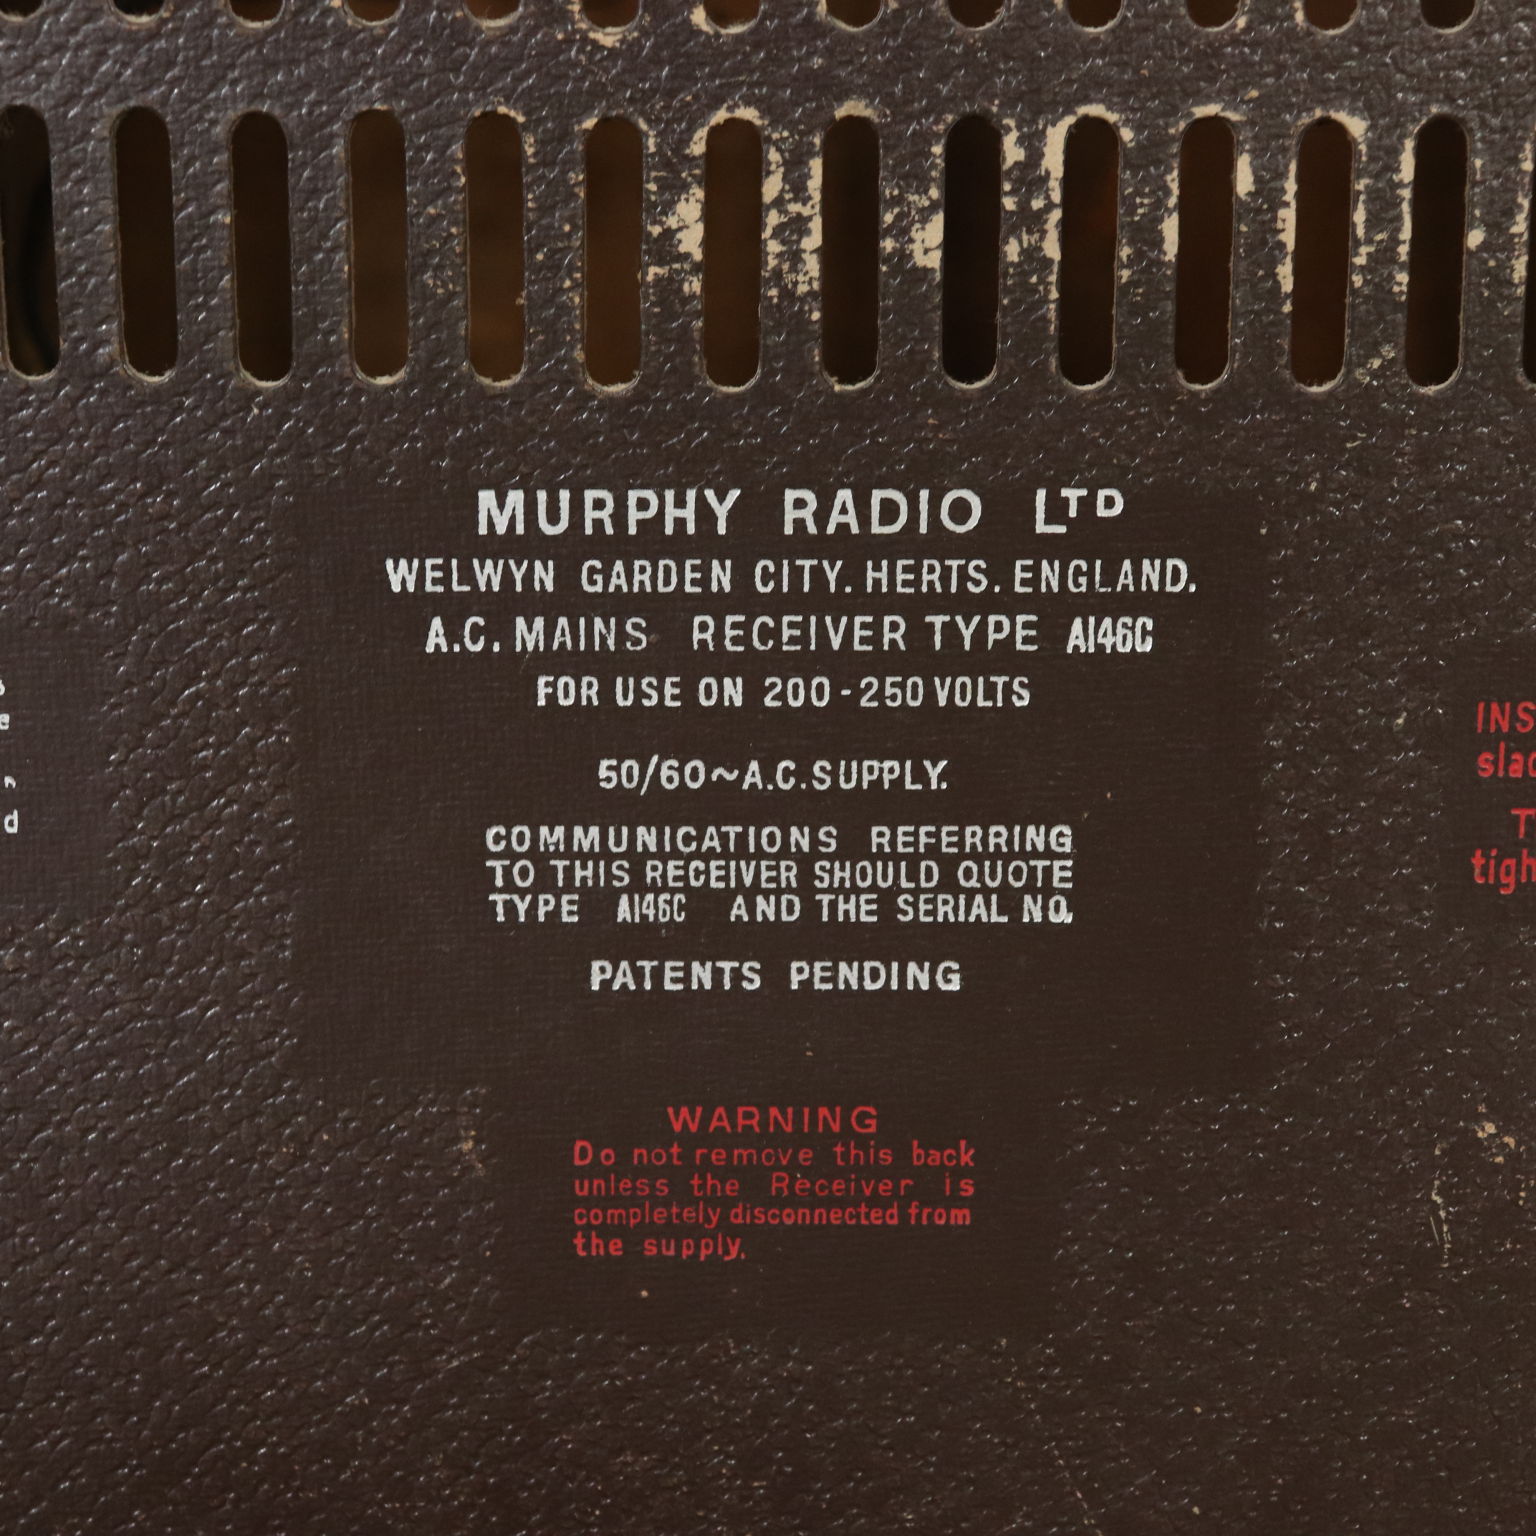 MURPHY RADIO LTD
WELWYN GARDEN CITY. HERTS. ENGLAND.
A.C. MAINS RECEIVER TYPE A146C
FOR USE ON 200-250 VOLTS
50/60~A.C. SUPPLY.
COMMUNICATIONS REFERRING
TO THIS RECEIVER SHOULD QUOTE
TYPE A146C AND THE SERIAL NO.
PATENTS PENDING
WARNING
Do not remove this back
unless the Receiver is
completely disconnected from
the supply.